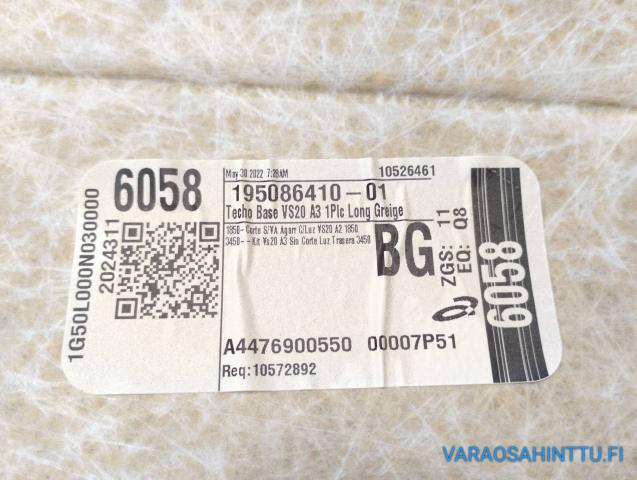 1G50L000N030000
2024311
6058
May 30 2022 7:28AM 10526461
195086410-01
Techo Base VS20 A3 1Plc Long Greige
1850- Corte S/VA Agarr C/Luz VS20 A2 1850
3450- - Kit Vs20 A3 Sin Corte Luz Trasera 3450
BG
ZGS: 11
EQ: Q8
6058
A4476900550 00007P51
Req:10572892
VARAOSAHINTTU.FI